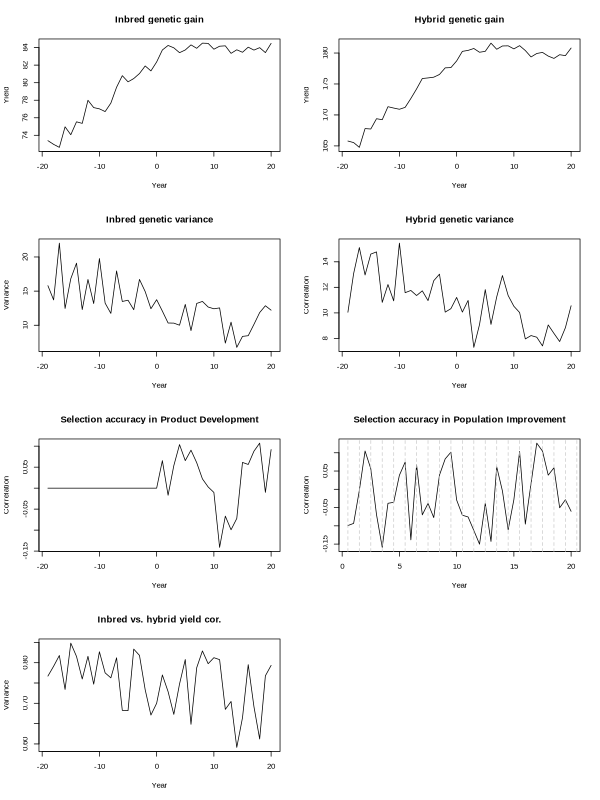 Inbred genetic gain
Yield
74 76 78 80 82 84
-20 -10 0 10 20
Year
Hybrid genetic gain
Yield
165 170 175 180
-20 -10 0 10 20
Year
Inbred genetic variance
Variance
10 15 20
-20 -10 0 10 20
Year
Hybrid genetic variance
Correlation
8 10 12 14
-20 -10 0 10 20
Year
Selection accuracy in Product Development
Correlation
-0.15 -0.05 0.05
-20 -10 0 10 20
Year
Selection accuracy in Population Improvement
Correlation
-0.15 -0.05 0.05
0 5 10 15 20
Year
Inbred vs. hybrid yield cor.
Variance
0.60 0.70 0.80
-20 -10 0 10 20
Year